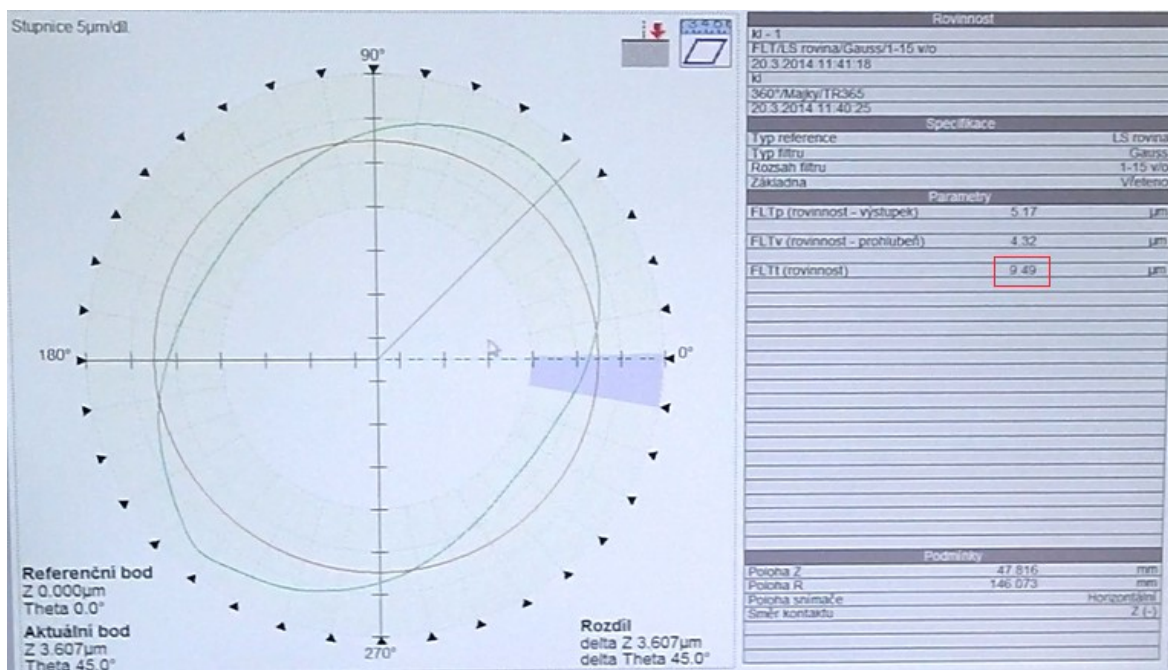 Stupnice 5µm/díl.
90°
180°
0°
270°
Referenční bod
Z 0.000µm
Theta 0.0°
Aktuální bod
Z 3.607µm
Theta 45.0°
Rozdíl
delta Z 3.607µm
delta Theta 45.0°
Rovinnost
kl - 1
FLT/LS rovina/Gauss/1-15 v/o
20.3.2014 11:41:18
kl
360°/Majky/TR365
20.3.2014 11:40:25
Specifikace
Typ reference LS rovina
Typ filtru Gauss
Rozsah filtru 1-15 v/o
Základna Vřeteno
Parametry
FLTp (rovinnost - výstupek) 5.17 µm
FLTv (rovinnost - prohlubeň) 4.32 µm
FLTt (rovinnost) 9.49 µm
Podmínky
Poloha Z 47.816 mm
Poloha R 146.073 mm
Poloha snímače Horizontální
Směr kontaktu Z (-)